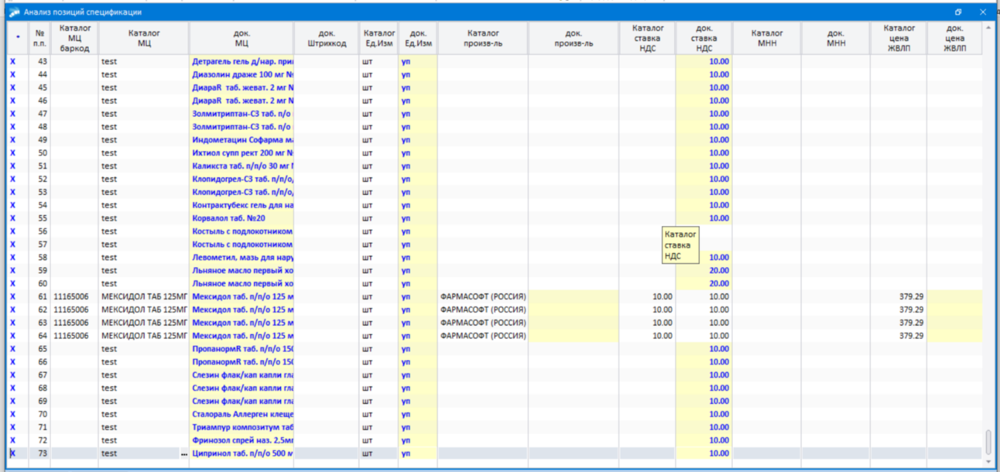 Анализ позиций спецификации
№ п.п. Каталог МЦ баркод Каталог МЦ док. МЦ док. Штрихкод Каталог Ед.Изм док. Ед.Изм Каталог произв-ль док. произв-ль Каталог ставка НДС док. ставка НДС Каталог МНН док. МНН Каталог цена ЖВЛП док. цена ЖВЛП
X 43 test Детрагель гель д/нар. при шт уп 10.00
X 44 test Диазолин драже 100 мг № шт уп 10.00
X 45 test ДиараR таб. жеват. 2 мг N шт уп 10.00
X 46 test ДиараR таб. жеват. 2 мг N шт уп 10.00
X 47 test Золмитриптан-СЗ таб. п/о шт уп 10.00
X 48 test Золмитриптан-СЗ таб. п/о шт уп 10.00
X 49 test Индометацин Софарма ма шт уп 10.00
X 50 test Ихтиол супп рект 200 мг № шт уп 10.00
X 51 test Каликста таб. п/п/о 30 мг шт уп 10.00
X 52 test Клопидогрел-СЗ таб. п/п/о, шт уп 10.00
X 53 test Клопидогрел-СЗ таб. п/п/о, шт уп 10.00
X 54 test Контрактубекс гель для на шт уп 10.00
X 55 test Корвалол таб. №20 шт уп 10.00
X 56 test Костыль с подлокотником шт уп
X 57 test Костыль с подлокотником шт уп
Каталог
ставка
НДС
X 58 test Левометил, мазь для нару шт уп 10.00
X 59 test Льняное масло первый хо шт уп 20.00
X 60 test Льняное масло первый хо шт уп 20.00
X 61 11165006 МЕКСИДОЛ ТАБ 125МГ Мексидол таб. п/п/о 125 м шт уп ФАРМАСОФТ (РОССИЯ) 10.00 10.00 379.29
X 62 11165006 МЕКСИДОЛ ТАБ 125МГ Мексидол таб. п/п/о 125 м шт уп ФАРМАСОФТ (РОССИЯ) 10.00 10.00 379.29
X 63 11165006 МЕКСИДОЛ ТАБ 125МГ Мексидол таб. п/п/о 125 м шт уп ФАРМАСОФТ (РОССИЯ) 10.00 10.00 379.29
X 64 11165006 МЕКСИДОЛ ТАБ 125МГ Мексидол таб. п/п/о 125 м шт уп ФАРМАСОФТ (РОССИЯ) 10.00 10.00 379.29
X 65 test ПропанормR таб. п/п/о 150 шт уп 10.00
X 66 test ПропанормR таб. п/п/о 150 шт уп 10.00
X 67 test Слезин флак/кап капли гла шт уп 10.00
X 68 test Слезин флак/кап капли гла шт уп 10.00
X 69 test Слезин флак/кап капли гла шт уп 10.00
X 70 test Сталораль Аллерген клеще шт уп 10.00
X 71 test Триампур композитум таб шт уп 10.00
X 72 test Фринозол спрей наз. 2,5мг шт уп 10.00
X 73 test ... Ципринол таб. п/п/о 500 м шт уп 10.00